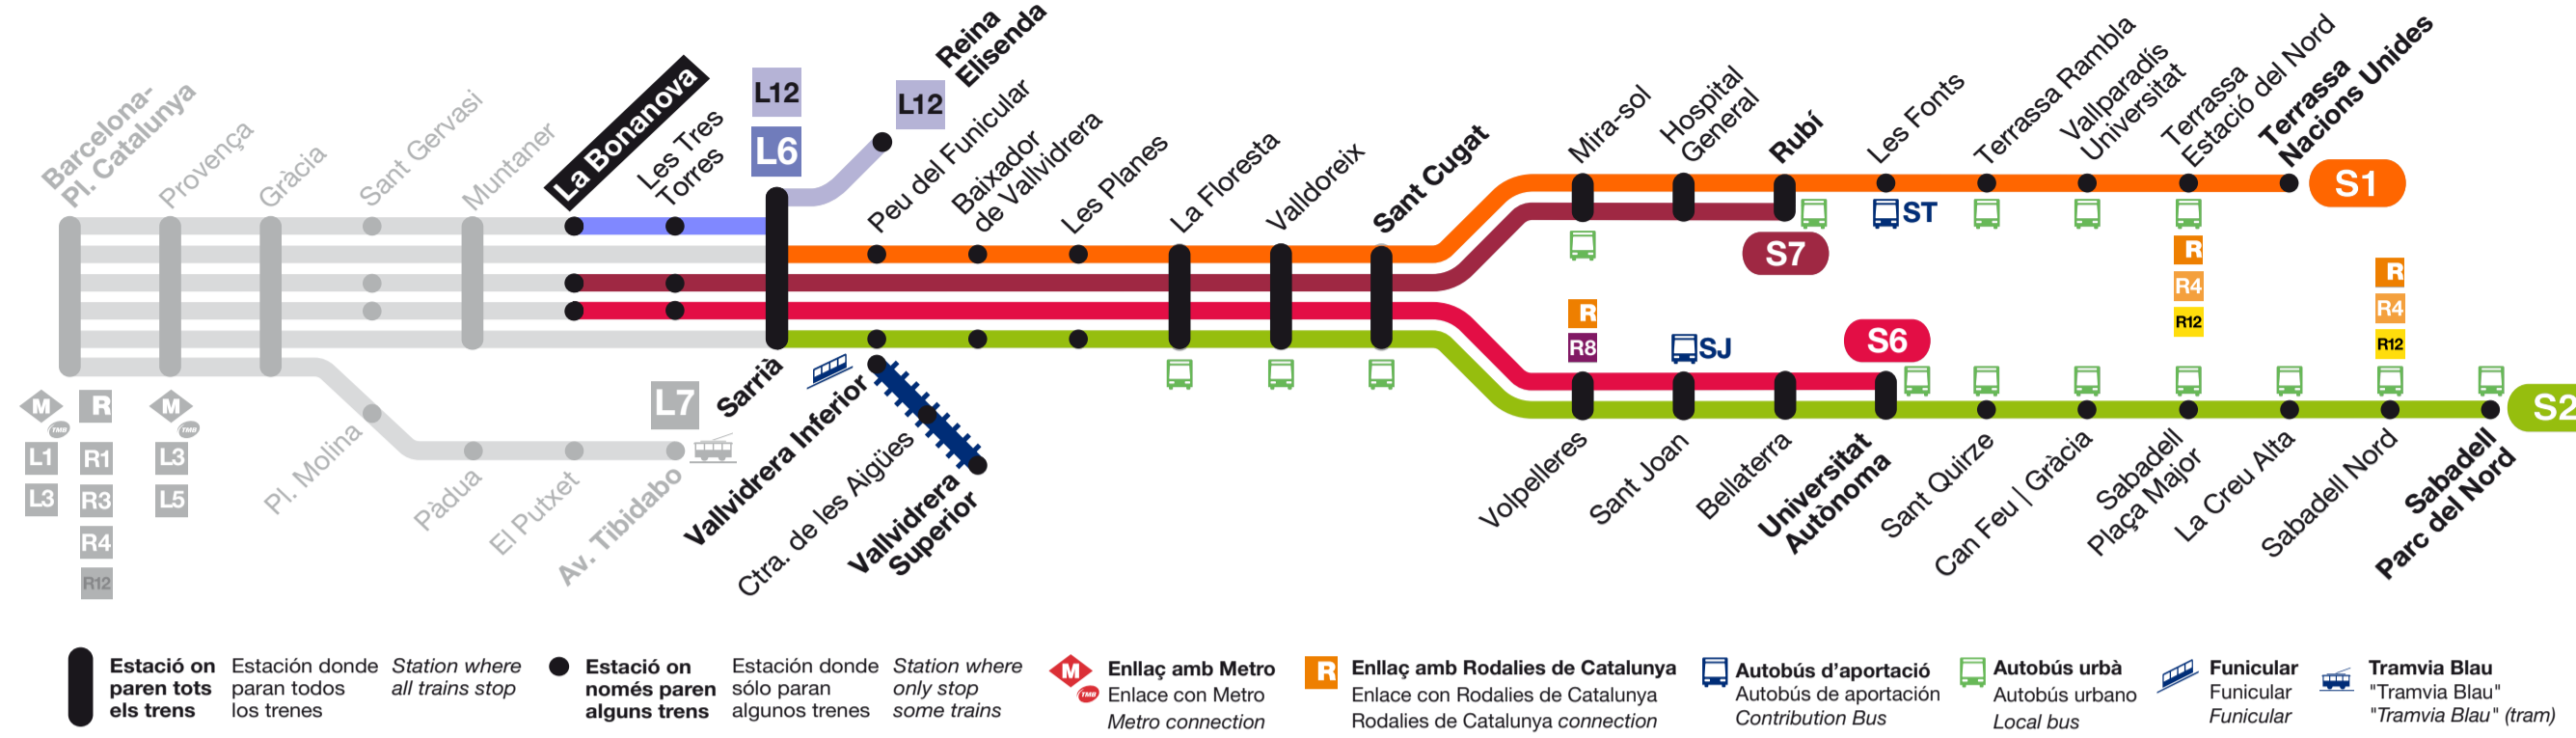 Barcelona-
Pl. Catalunya
Provença
Gràcia
Sant Gervasi
Muntaner
La Bonanova
Les Tres
Torres
L12
L6
L12
Reina
Elisenda
Peu del Funicular
Baixador
de Vallvidrera
Les Planes
La Floresta
Valldoreix
Sant Cugat
Mira-sol
Hospital
General
Rubí
Les Fonts
Terrassa Rambla
Vallparadís
Universitat
Terrassa
Estació del Nord
Terrassa
Nacions Unides
S1
ST
S7
R
R4
R12
R
R4
R12
R
R8
SJ
S6
S2
M
TMB
L1
L3
R
R1
R3
R4
R12
M
TMB
L3
L5
Pl. Molina
Pàdua
El Putxet
Av. Tibidabo
L7
Sarrià
Vallvidrera Inferior
Ctra. de les Aigües
Vallvidrera
Superior
Volpelleres
Sant Joan
Bellaterra
Universitat
Autònoma
Sant Quirze
Can Feu | Gràcia
Sabadell
Plaça Major
La Creu Alta
Sabadell Nord
Sabadell
Parc del Nord
Estació on
paren tots
els trens
Estación donde
paran todos
los trenes
Station where
all trains stop
Estació on
només paren
alguns trens
Estación donde
sólo paran
algunos trenes
Station where
only stop
some trains
M
TMB
Enllaç amb Metro
Enlace con Metro
Metro connection
R
Enllaç amb Rodalies de Catalunya
Enlace con Rodalies de Catalunya
Rodalies de Catalunya connection
Autobús d'aportació
Autobús de aportación
Contribution Bus
Autobús urbà
Autobús urbano
Local bus
Funicular
Funicular
Funicular
Tramvia Blau
"Tramvia Blau"
"Tramvia Blau" (tram)